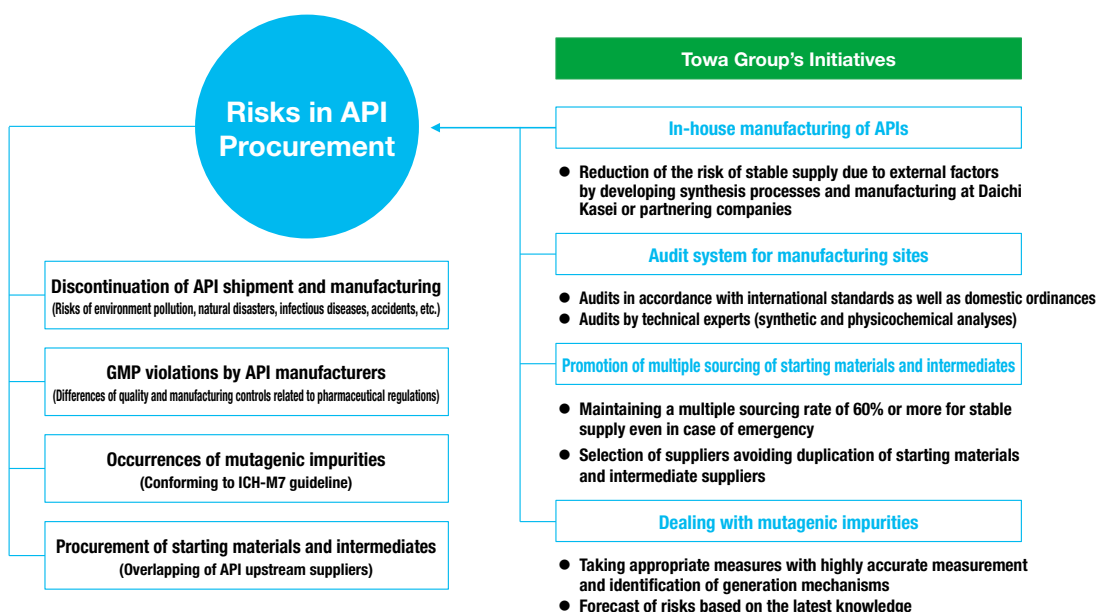 Risks in API
Procurement
Discontinuation of API shipment and manufacturing
(Risks of environment pollution, natural disasters, infectious diseases, accidents, etc.)
GMP violations by API manufacturers
(Differences of quality and manufacturing controls related to pharmaceutical regulations)
Occurrences of mutagenic impurities
(Conforming to ICH-M7 guideline)
Procurement of starting materials and intermediates
(Overlapping of API upstream suppliers)
Towa Group's Initiatives
In-house manufacturing of APIs
● Reduction of the risk of stable supply due to external factors
by developing synthesis processes and manufacturing at Daichi
Kasei or partnering companies
Audit system for manufacturing sites
● Audits in accordance with international standards as well as domestic ordinances
● Audits by technical experts (synthetic and physicochemical analyses)
Promotion of multiple sourcing of starting materials and intermediates
● Maintaining a multiple sourcing rate of 60% or more for stable
supply even in case of emergency
● Selection of suppliers avoiding duplication of starting materials
and intermediate suppliers
Dealing with mutagenic impurities
● Taking appropriate measures with highly accurate measurement
and identification of generation mechanisms
● Forecast of risks based on the latest knowledge